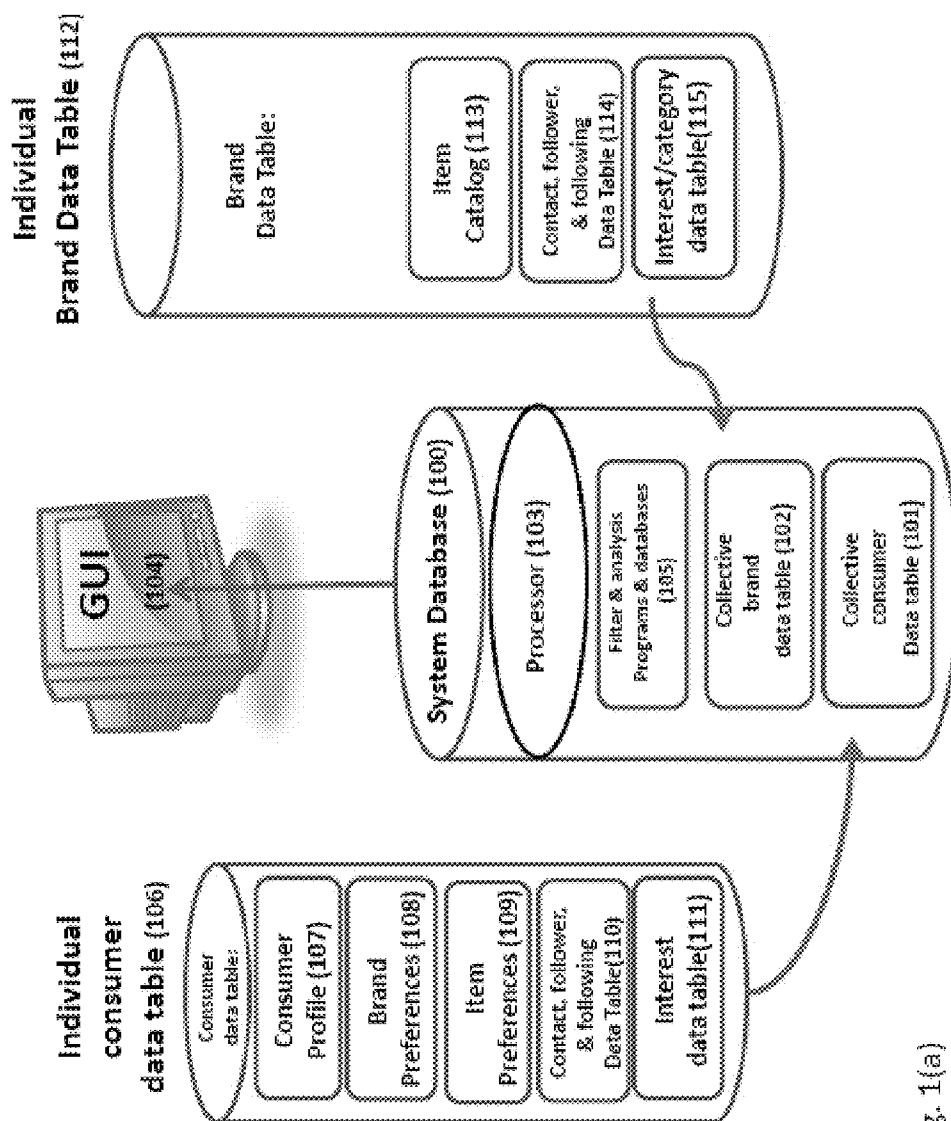 Individual
consumer
data table (106)
Consumer
data table:
Consumer
Profile (107)
Brand
Preferences (108)
Item
Preferences (109)
Contact, follower,
& following
Data Table(110)
Interest
data table(111)
GUI
(104)
System Database (100)
Processor (103)
Filter & analysis
Programs & databases
(105)
Collective
brand
data table (102)
Collective
consumer
Data table (101)
Individual
Brand Data Table (112)
Brand
Data Table:
Item
Catalog (113)
Contact, follower,
& following
Data Table (114)
Interest/category
data table(115)
g. 1(a)